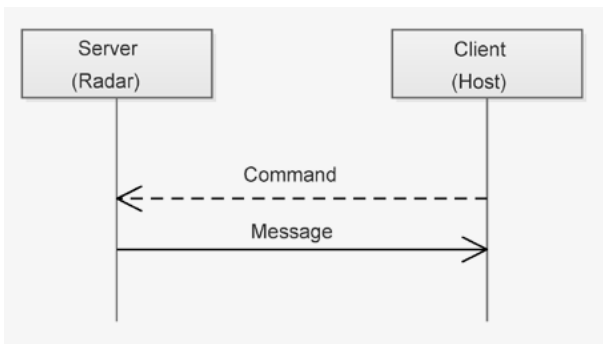 Server
(Radar)
Client
(Host)
Command
Message